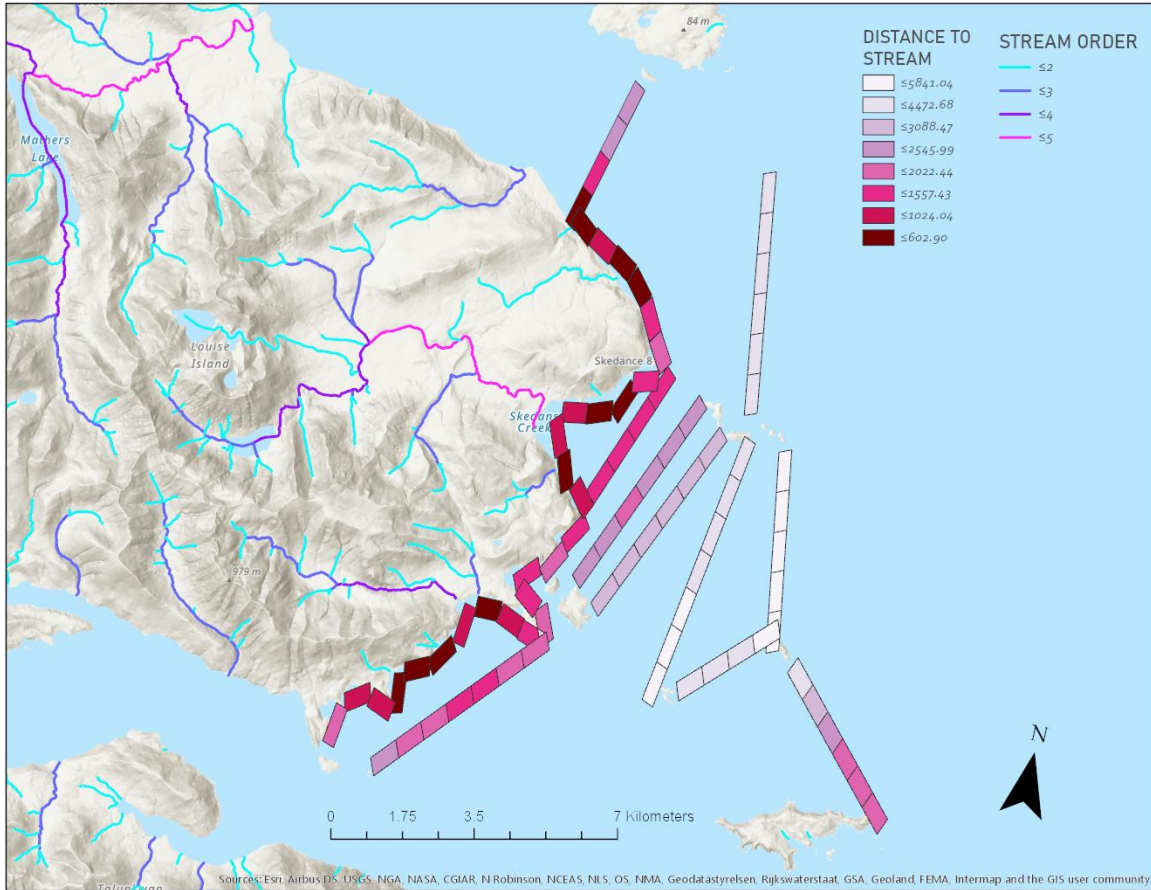 84 m
DISTANCE TO
STREAM
≤5841.04
≤4472.68
≤3088.47
≤2545.99
≤2022.44
≤1557.43
≤1024.04
≤602.90
STREAM ORDER
≤2
≤3
≤4
≤5
Mathers
Lake
Louise
Island
Skedance 8
Skedans
Creek
979 m
N
0 1.75 3.5 7 Kilometers
Sources: Esri, Airbus DS, USGS, NGA, NASA, CGIAR, N Robinson, NCEAS, NLS, OS, NMA, Geodatastyrelsen, Rijkswaterstaat, GSA, Geoland, FEMA, Intermap and the GIS user community